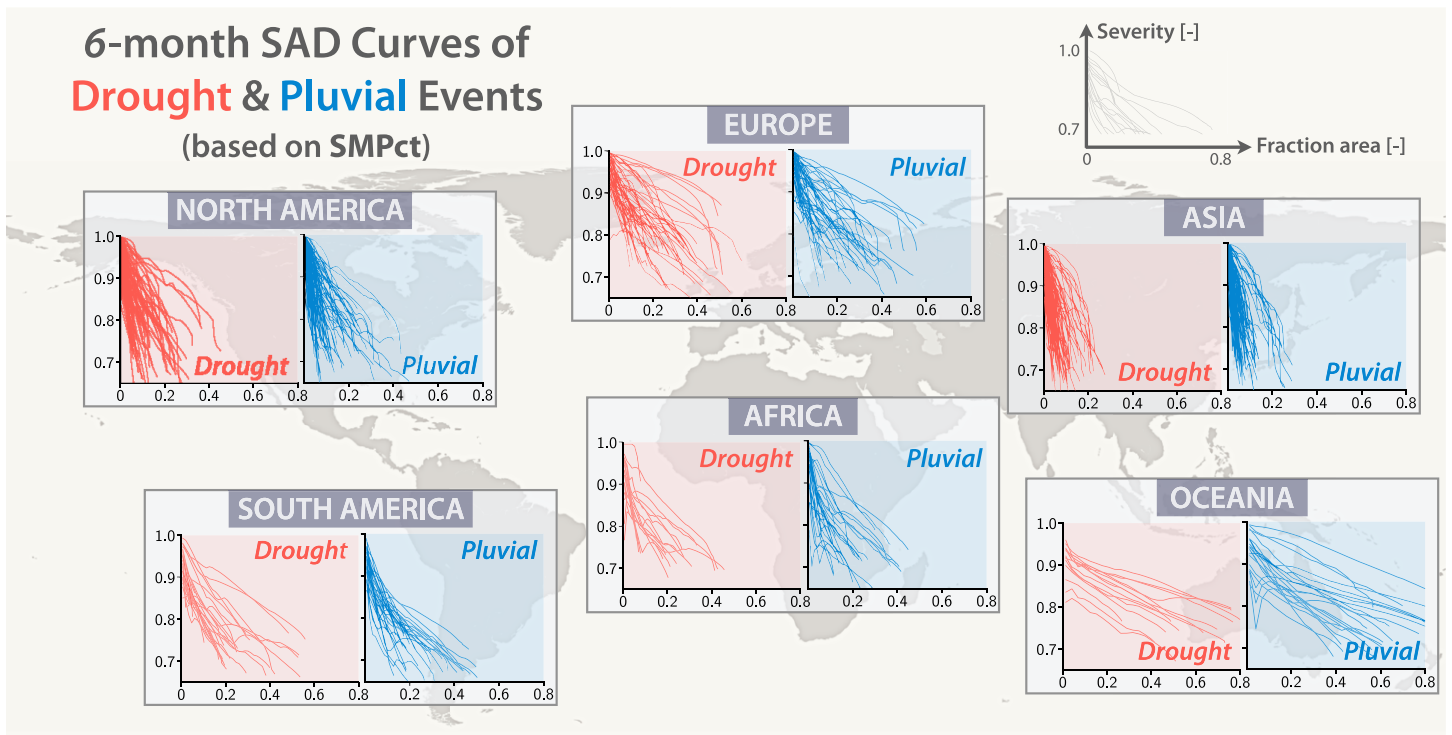 6-month SAD Curves of
Drought & Pluvial Events
(based on SMPct)
Severity [-]
1.0
0.7
0
0.8
Fraction area [-]
NORTH AMERICA
1.0
0.9
0.8
0.7
Drought
Pluvial
0 0.2 0.4 0.6 0.8 0.2 0.4 0.6 0.8
EUROPE
1.0
0.9
0.8
0.7
Drought
Pluvial
0 0.2 0.4 0.6 0.8 0.2 0.4 0.6 0.8
ASIA
1.0
0.9
0.8
0.7
Drought
Pluvial
0 0.2 0.4 0.6 0.8 0.2 0.4 0.6 0.8
SOUTH AMERICA
1.0
0.9
0.8
0.7
Drought
Pluvial
0 0.2 0.4 0.6 0.8 0.2 0.4 0.6 0.8
AFRICA
1.0
0.9
0.8
0.7
Drought
Pluvial
0 0.2 0.4 0.6 0.8 0.2 0.4 0.6 0.8
OCEANIA
1.0
0.9
0.8
0.7
Drought
Pluvial
0 0.2 0.4 0.6 0.8 0.2 0.4 0.6 0.8